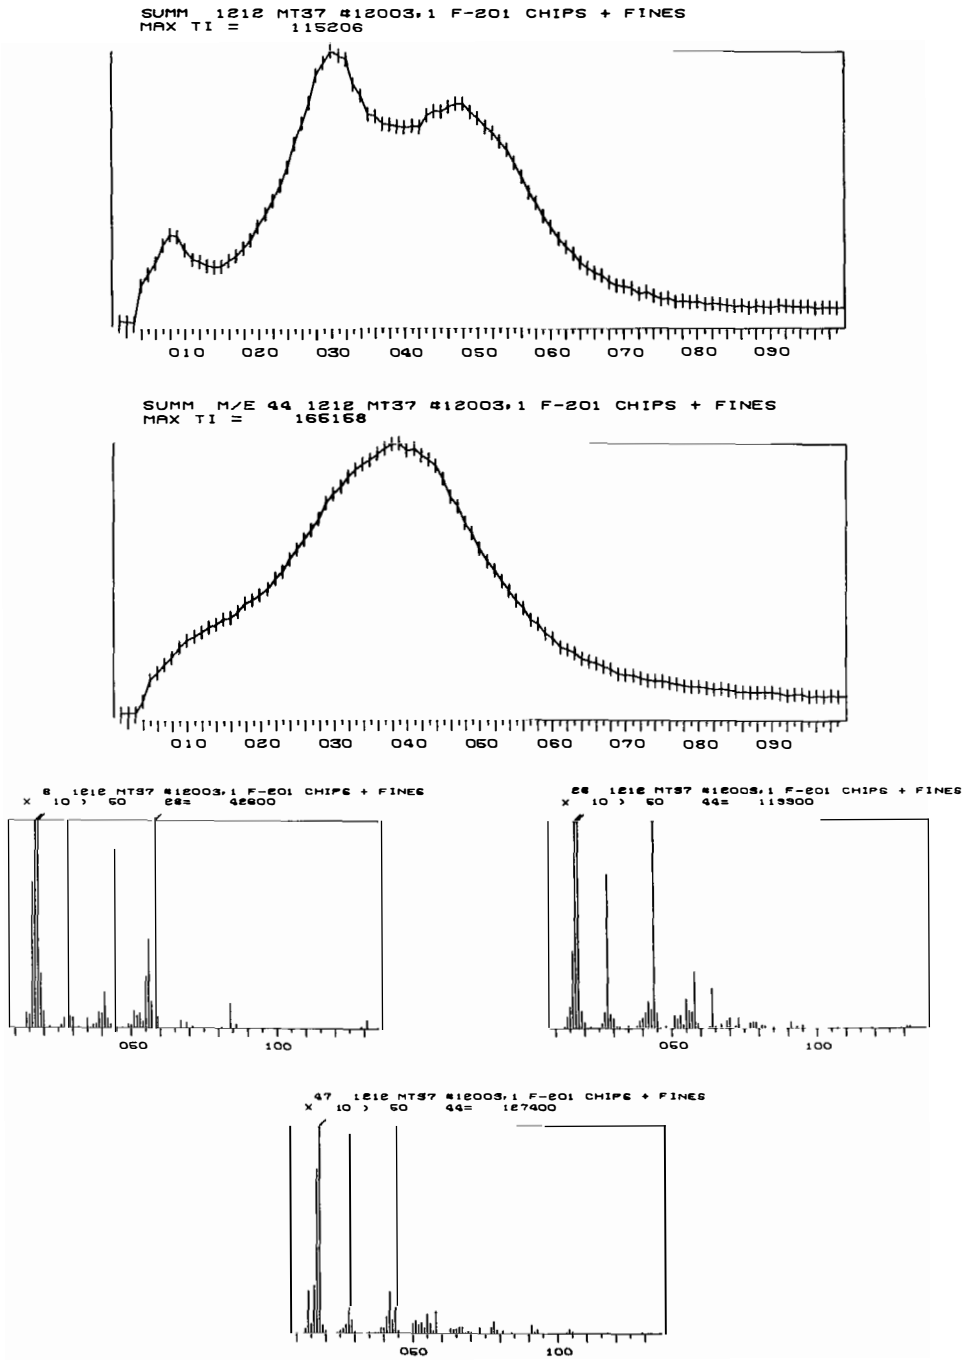 SUMM 1212 MT37 #12003,1 F-201 CHIPS + FINES
MAX TI = 115206
010 020 030 040 050 060 070 080 090
SUMM M/E 44 1212 MT37 #12003,1 F-201 CHIPS + FINES
MAX TI = 165158
010 020 030 040 050 060 070 080 090
1212 MT37 #12003,1 F-201 CHIPS + FINES
× 10 > 50 28= 42800
050 100
1212 MT37 #12003,1 F-201 CHIPS + FINES
× 10 > 50 44= 119900
050 100
47 1212 MT37 #12003,1 F-201 CHIPS + FINES
× 10 > 50 44= 127400
050 100